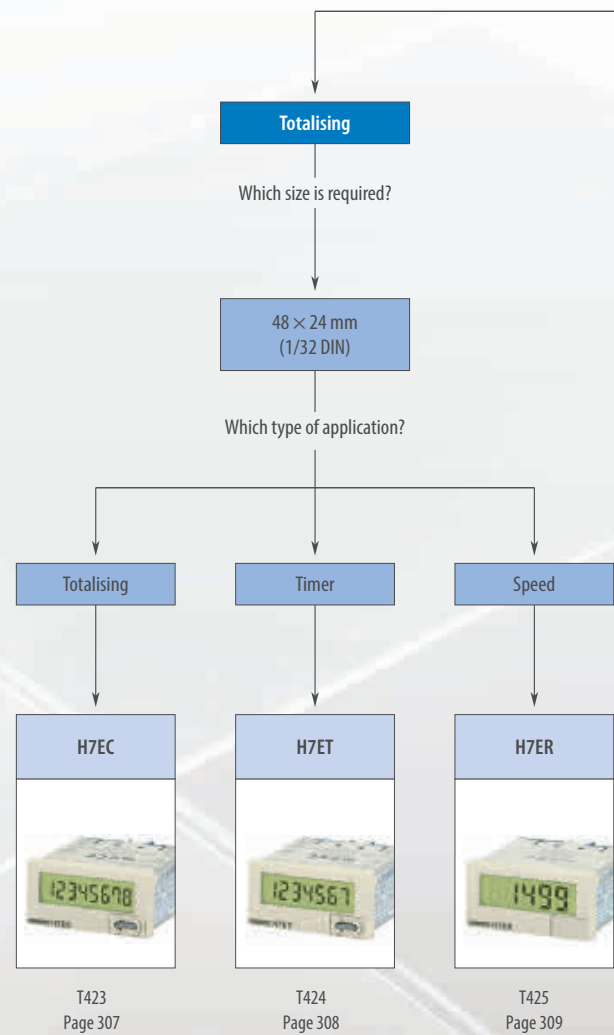 Totalising
Which size is required?
48 × 24 mm
(1/32 DIN)
Which type of application?
Totalising
Timer
Speed
H7EC
H7ET
H7ER
12345678
1234567
1499
T423
Page 307
T424
Page 308
T425
Page 309